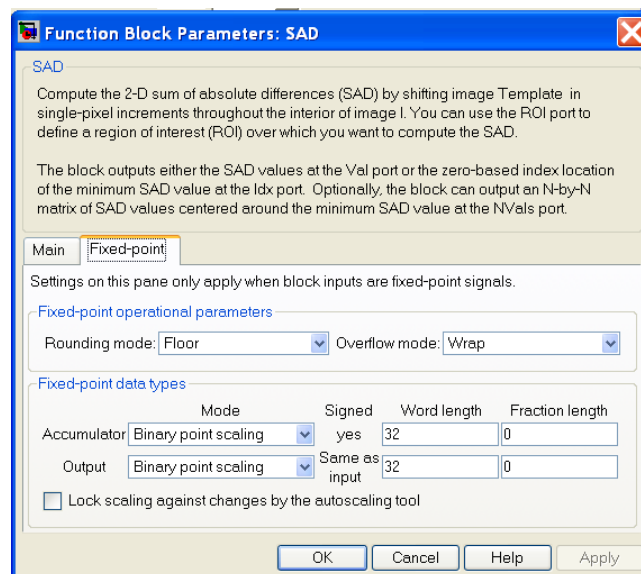 Function Block Parameters: SAD
SAD
Compute the 2-D sum of absolute differences (SAD) by shifting image Template in
single-pixel increments throughout the interior of image I. You can use the ROI port to
define a region of interest (ROI) over which you want to compute the SAD.
The block outputs either the SAD values at the Val port or the zero-based index location
of the minimum SAD value at the Idx port. Optionally, the block can output an N-by-N
matrix of SAD values centered around the minimum SAD value at the NVals port.
Main Fixed-point
Settings on this pane only apply when block inputs are fixed-point signals.
Fixed-point operational parameters
Rounding mode: Floor Overflow mode: Wrap
Fixed-point data types
Mode Signed Word length Fraction length
Accumulator Binary point scaling yes 32 0
Output Binary point scaling Same as input 32 0
Lock scaling against changes by the autoscaling tool
OK Cancel Help Apply